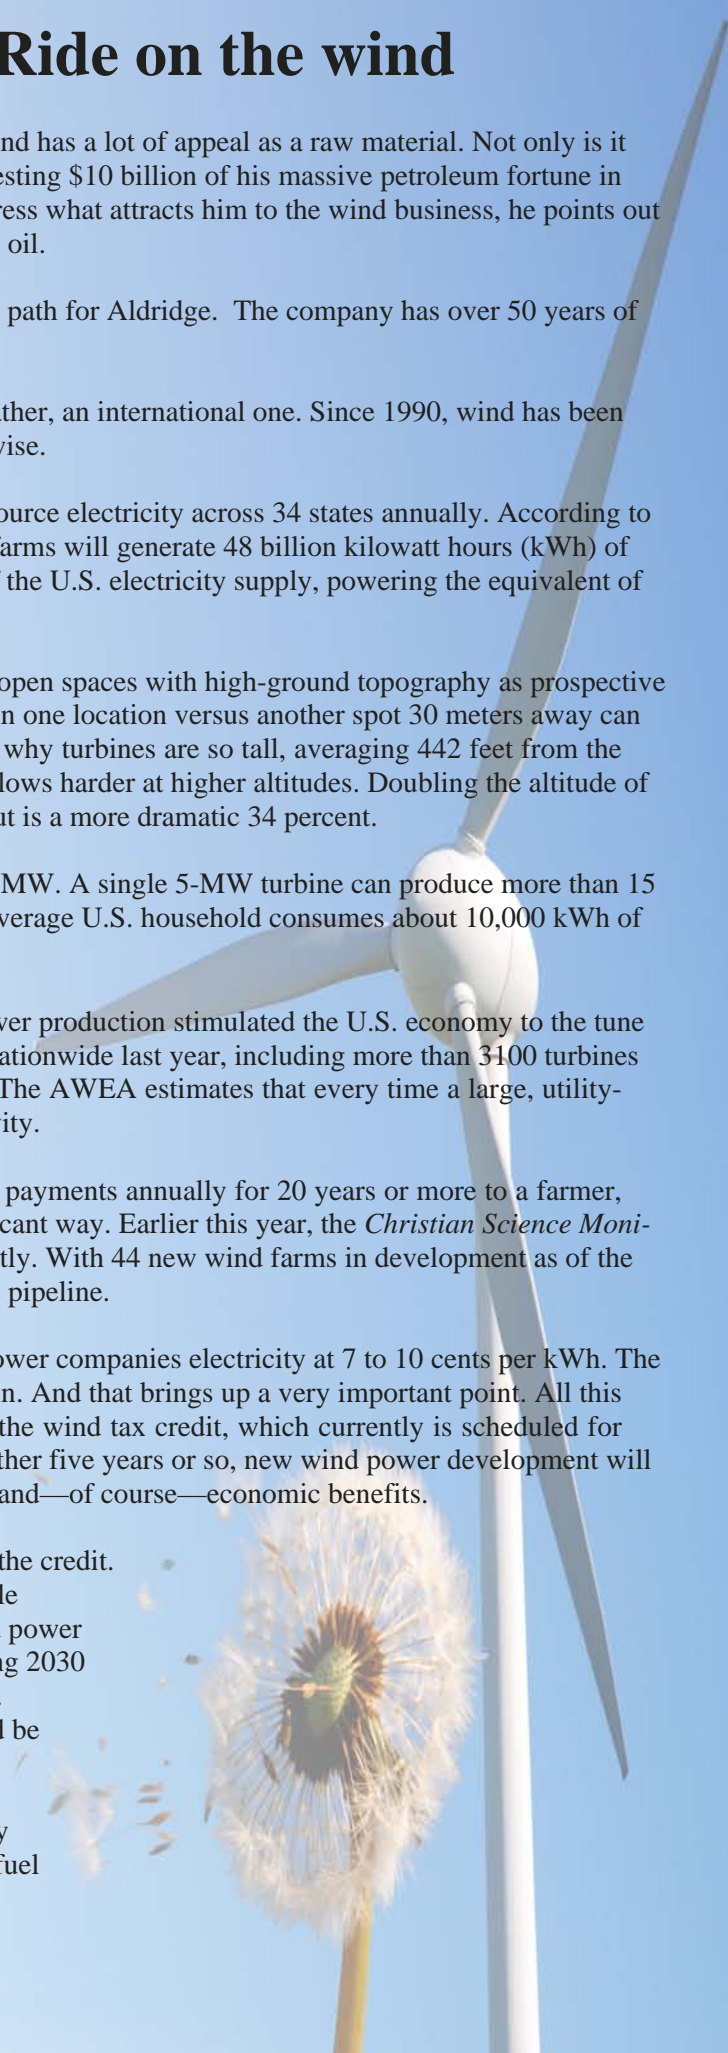 Ride on the wind
nd has a lot of appeal as a raw material. Not only is it
esting $10 billion of his massive petroleum fortune in
ress what attracts him to the wind business, he points out
oil.
path for Aldridge.  The company has over 50 years of
ather, an international one. Since 1990, wind has been
wise.
ource electricity across 34 states annually. According to
farms will generate 48 billion kilowatt hours (kWh) of
the U.S. electricity supply, powering the equivalent of
open spaces with high-ground topography as prospective
n one location versus another spot 30 meters away can
why turbines are so tall, averaging 442 feet from the
lows harder at higher altitudes. Doubling the altitude of
ut is a more dramatic 34 percent.
MW. A single 5-MW turbine can produce more than 15
verage U.S. household consumes about 10,000 kWh of
wer production stimulated the U.S. economy to the tune
ationwide last year, including more than 3100 turbines
The AWEA estimates that every time a large, utility-
ity.
payments annually for 20 years or more to a farmer,
icant way. Earlier this year, the Christian Science Moni-
tly. With 44 new wind farms in development as of the
pipeline.
ower companies electricity at 7 to 10 cents per kWh. The
n. And that brings up a very important point. All this
the wind tax credit, which currently is scheduled for
ther five years or so, new wind power development will
and—of course—economic benefits.
the credit.
le
power
ng 2030
be
y
fuel